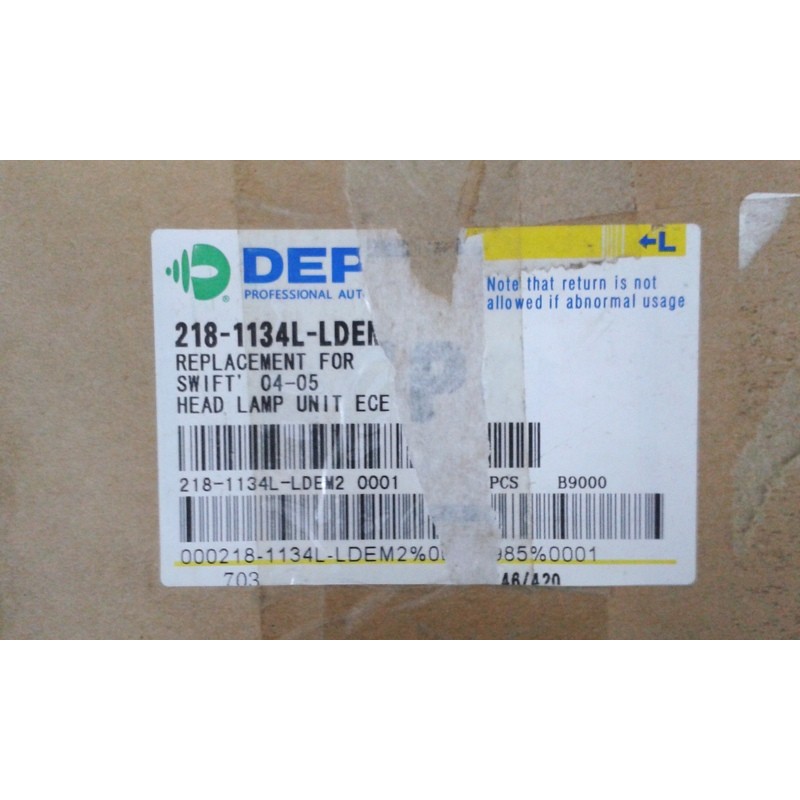 DEP
←L
PROFESSIONAL AUT
Note that return is not
allowed if abnormal usage
218-1134L-LDEM
REPLACEMENT FOR
SWIFT' 04-05
HEAD LAMP UNIT ECE
218-1134L-LDEM2 0001 PCS B9000
000218-1134L-LDEM2%0 985%0001
703 46/420